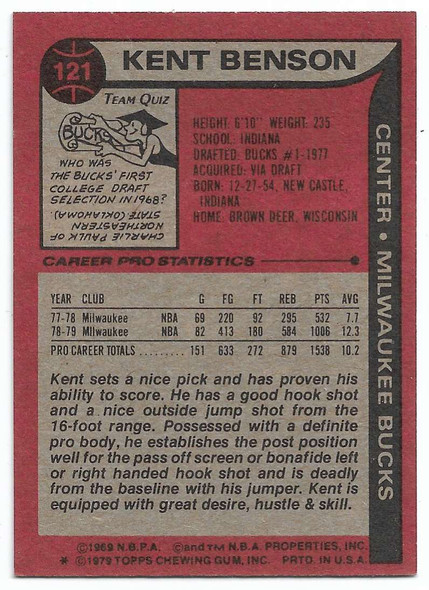 121
KENT BENSON
TEAM QUIZ
BUCKS
WHO WAS
THE BUCKS' FIRST
COLLEGE DRAFT
SELECTION IN 1968?
CHARLIE PAULK OF
NORTHEASTERN
STATE (OKLAHOMA)
HEIGHT: 6'10" WEIGHT: 235
SCHOOL: INDIANA
DRAFTED: BUCKS #1-1977
ACQUIRED: VIA DRAFT
BORN: 12-27-54, NEW CASTLE,
INDIANA
HOME: BROWN DEER, WISCONSIN
CENTER • MILWAUKEE BUCKS
CAREER PRO STATISTICS
YEAR CLUB G FG FT REB PTS AVG
77-78 Milwaukee NBA 69 220 92 295 532 7.7
78-79 Milwaukee NBA 82 413 180 584 1006 12.3
PRO CAREER TOTALS ......... 151 633 272 879 1538 10.2
Kent sets a nice pick and has proven his
ability to score. He has a good hook shot
and a nice outside jump shot from the
16-foot range. Possessed with a definite
pro body, he establishes the post position
well for the pass off screen or bonafide left
or right handed hook shot and is deadly
from the baseline with his jumper. Kent is
equipped with great desire, hustle & skill.
©1969 N.B.P.A. ©and TM N.B.A. PROPERTIES, INC.
* ©1979 TOPPS CHEWING GUM, INC. PRTD. IN U.S.A.